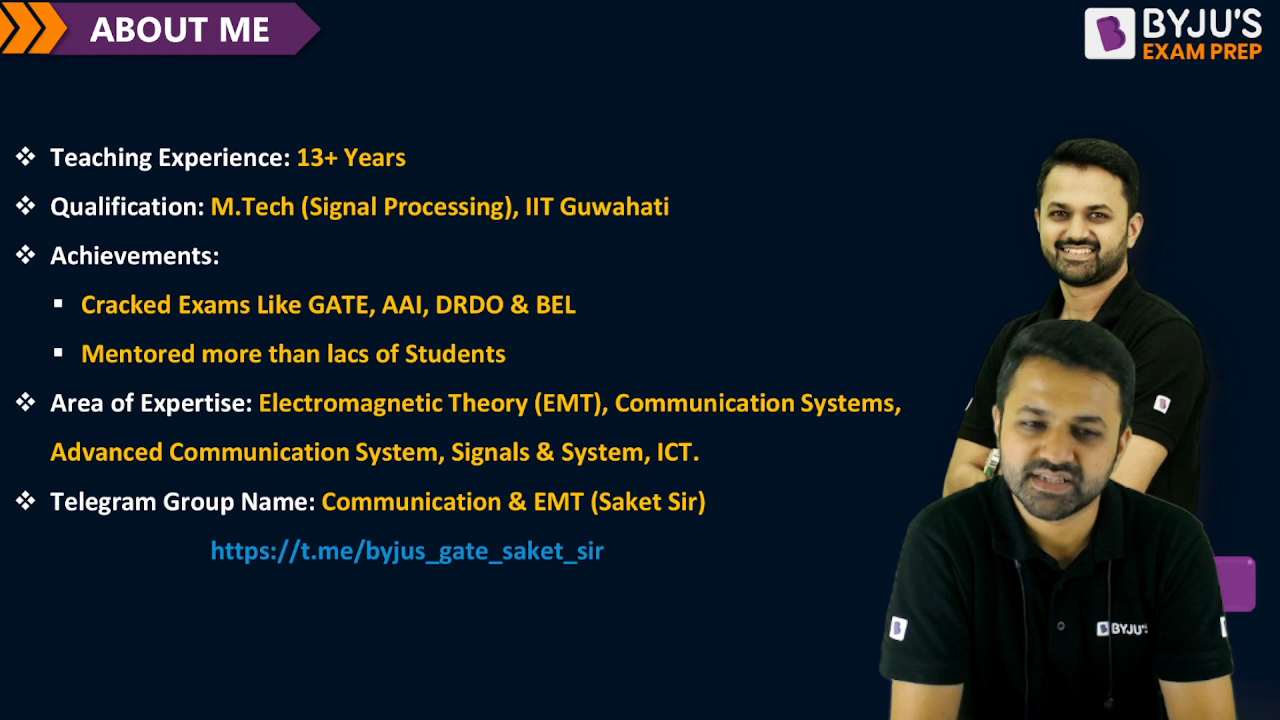 ABOUT ME
BYJU'S
EXAM PREP
Teaching Experience: 13+ Years
Qualification: M.Tech (Signal Processing), IIT Guwahati
Achievements:
Cracked Exams Like GATE, AAI, DRDO & BEL
Mentored more than lacs of Students
Area of Expertise: Electromagnetic Theory (EMT), Communication Systems,
Advanced Communication System, Signals & System, ICT.
Telegram Group Name: Communication & EMT (Saket Sir)
https://t.me/byjus_gate_saket_sir
BYJU'S